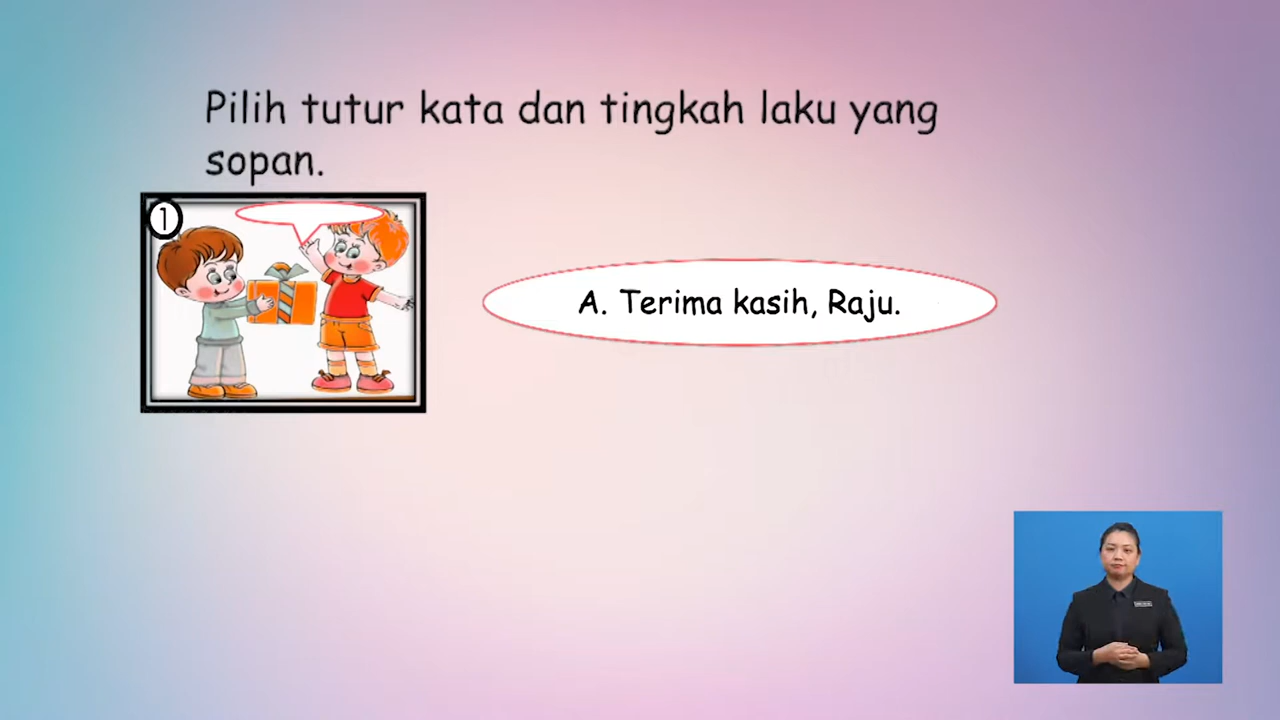 Pilih tutur kata dan tingkah laku yang
sopan.
1
A. Terima kasih, Raju.